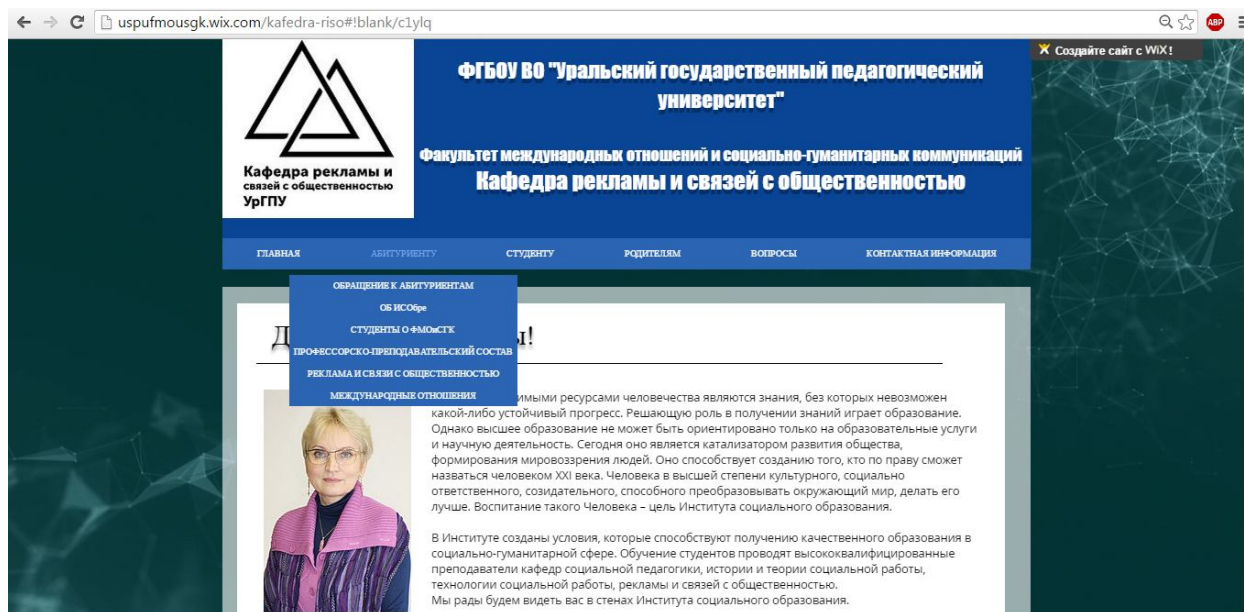 uspufmousgk.wix.com/kafedra-riso#!blank/c1ylq
ABP
Создайте сайт с WiX!
Кафедра рекламы и
связей с общественностью
УрГПУ
ФГБОУ ВО "Уральский государственный педагогический
университет"
Факультет международных отношений и социально-гуманитарных коммуникаций
Кафедра рекламы и связей с общественностью
ГЛАВНАЯ
АБИТУРИЕНТУ
СТУДЕНТУ
РОДИТЕЛЯМ
ВОПРОСЫ
КОНТАКТНАЯ ИНФОРМАЦИЯ
ОБРАЩЕНИЕ К АБИТУРИЕНТАМ
ОБ ИСОбре
СТУДЕНТЫ О ФМОиСГК
ПРОФЕССОРСКО-ПРЕПОДАВАТЕЛЬСКИЙ СОСТАВ
РЕКЛАМА И СВЯЗИ С ОБЩЕСТВЕННОСТЬЮ
МЕЖДУНАРОДНЫЕ ОТНОШЕНИЯ
ресурсами человечества являются знания, без которых невозможен
какой-либо устойчивый прогресс. Решающую роль в получении знаний играет образование.
Однако высшее образование не может быть ориентировано только на образовательные услуги
и научную деятельность. Сегодня оно является катализатором развития общества,
формирования мировоззрения людей. Оно способствует созданию того, кто по праву сможет
назваться человеком XXI века. Человека в высшей степени культурного, социально
ответственного, созидательного, способного преобразовывать окружающий мир, делать его
лучше. Воспитание такого Человека – цель Института социального образования.
В Институте созданы условия, которые способствуют получению качественного образования в
социально-гуманитарной сфере. Обучение студентов проводят высококвалифицированные
преподаватели кафедр социальной педагогики, истории и теории социальной работы,
технологии социальной работы, рекламы и связей с общественностью.
Мы рады будем видеть вас в стенах Института социального образования.